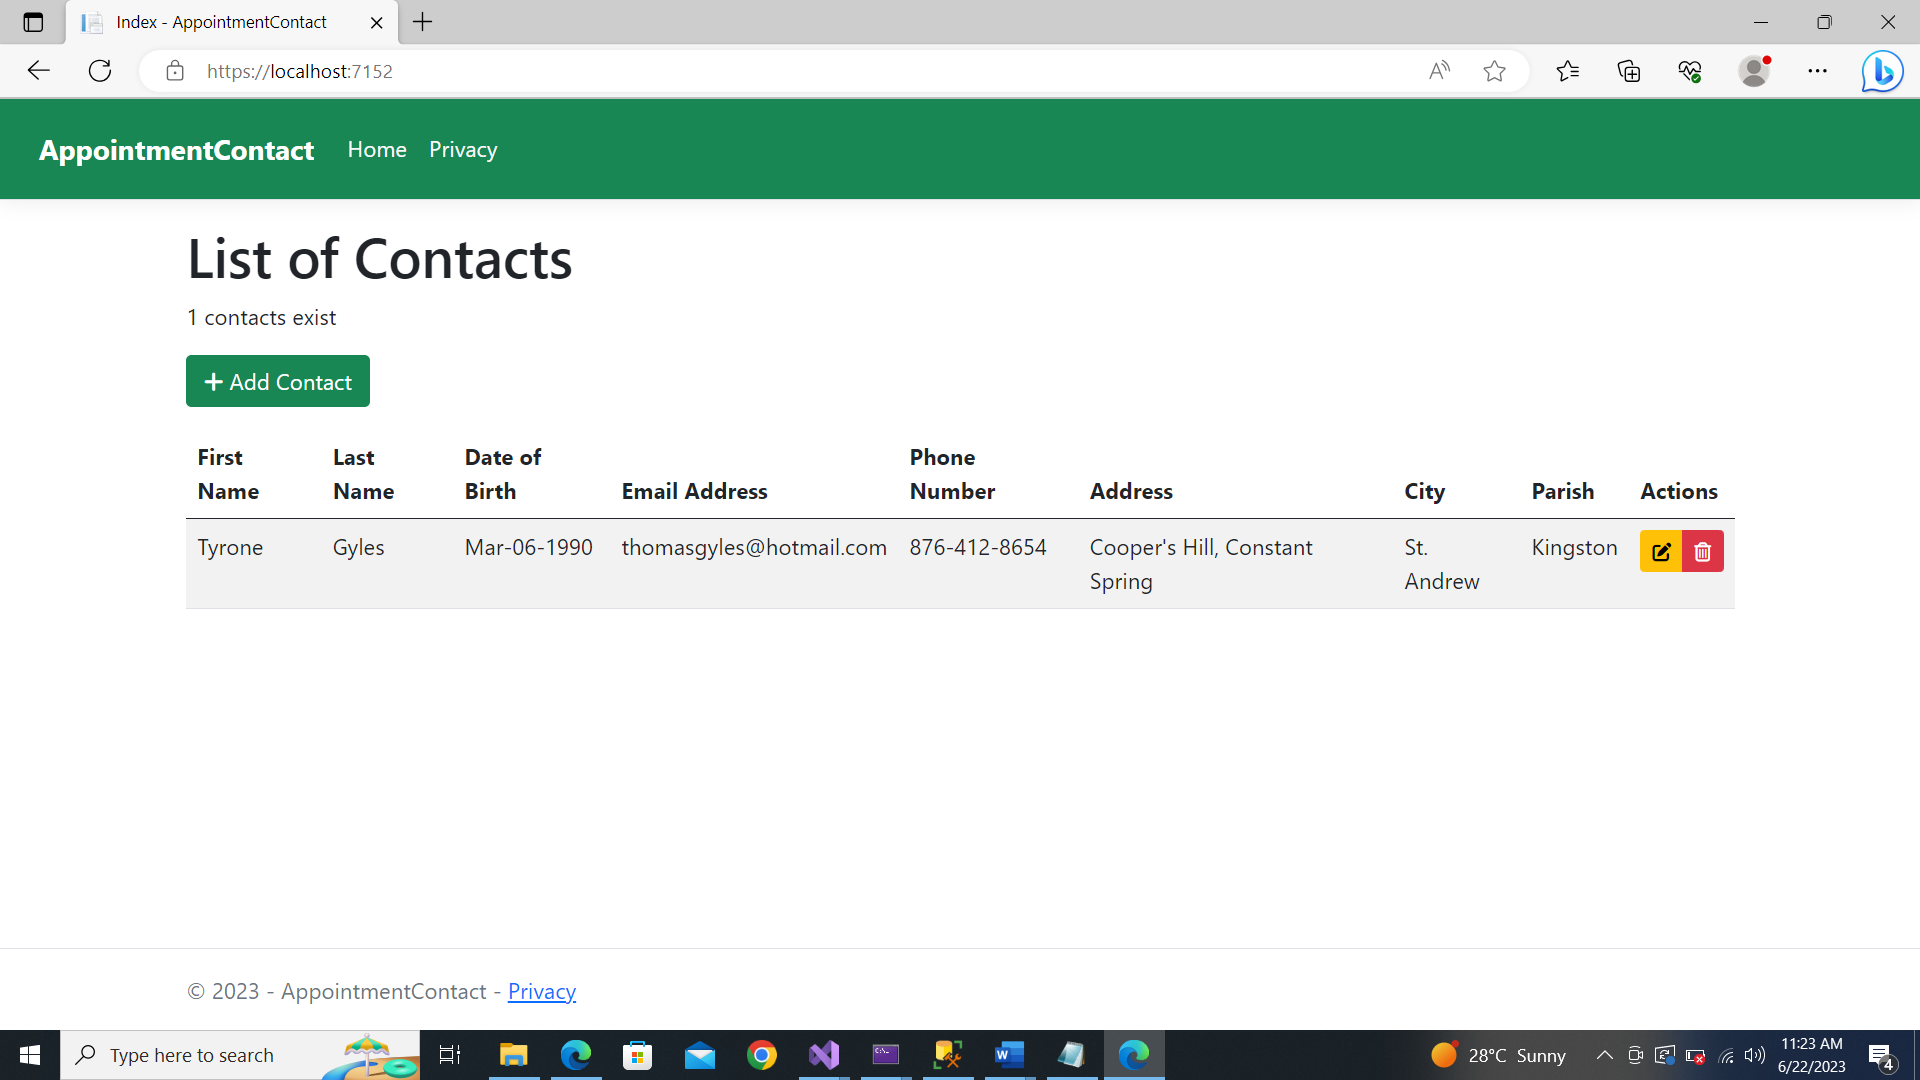 Index - AppointmentContact
https://localhost:7152
AppointmentContact Home Privacy
List of Contacts
1 contacts exist
Add Contact
First Name Last Name Date of Birth Email Address Phone Number Address City Parish Actions
Tyrone Gyles Mar-06-1990 thomasgyles@hotmail.com 876-412-8654 Cooper's Hill, Constant Spring St. Andrew Kingston
© 2023 - AppointmentContact - Privacy
Type here to search
28°C Sunny
11:23 AM
6/22/2023
4